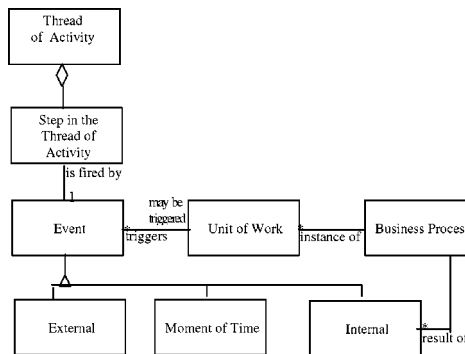 Thread
of Activity
Step in the
Thread of
Activity
is fired by
1
may be
triggered
Event
*
triggers
Unit of Work
*
instance of
Business Proces
External
Moment of Time
Internal
*
result of